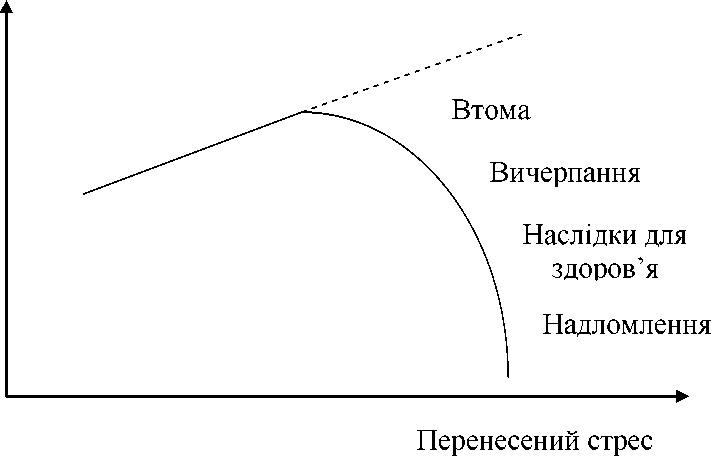 Втома
Вичерпання
Наслідки для
здоров’я
Надломлення
Перенесений стрес